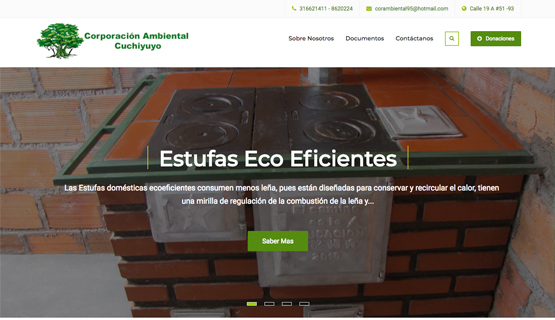 316621411 - 8620224
corambiental95@hotmail.com
Calle 19 A #51 -93
Corporación Ambiental
Cuchiyuyo
Sobre Nosotros
Documentos
Contáctanos
Donaciones
Estufas Eco Eficientes
Las Estufas domésticas ecoeficientes consumen menos leña, pues están diseñadas para conservar y recircular el calor, tienen
una mirilla de regulación de la combustión de la leña y...
Saber Mas